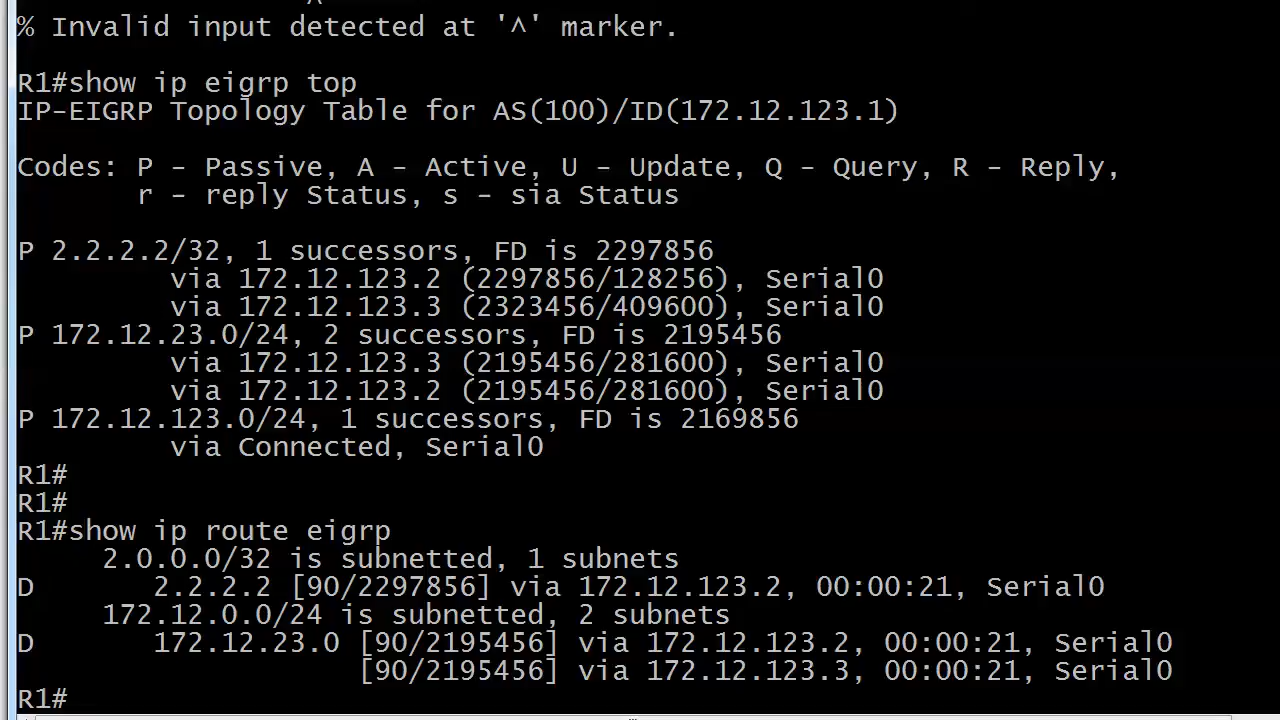 % Invalid input detected at '^' marker.
R1#show ip eigrp top
IP-EIGRP Topology Table for AS(100)/ID(172.12.123.1)
Codes: P - Passive, A - Active, U - Update, Q - Query, R - Reply,
r - reply Status, s - sia Status
P 2.2.2.2/32, 1 successors, FD is 2297856
via 172.12.123.2 (2297856/128256), Serial0
via 172.12.123.3 (2323456/409600), Serial0
P 172.12.23.0/24, 2 successors, FD is 2195456
via 172.12.123.3 (2195456/281600), Serial0
via 172.12.123.2 (2195456/281600), Serial0
P 172.12.123.0/24, 1 successors, FD is 2169856
via Connected, Serial0
R1#
R1#
R1#show ip route eigrp
2.0.0.0/32 is subnetted, 1 subnets
D 2.2.2.2 [90/2297856] via 172.12.123.2, 00:00:21, Serial0
172.12.0.0/24 is subnetted, 2 subnets
D 172.12.23.0 [90/2195456] via 172.12.123.2, 00:00:21, Serial0
[90/2195456] via 172.12.123.3, 00:00:21, Serial0
R1#